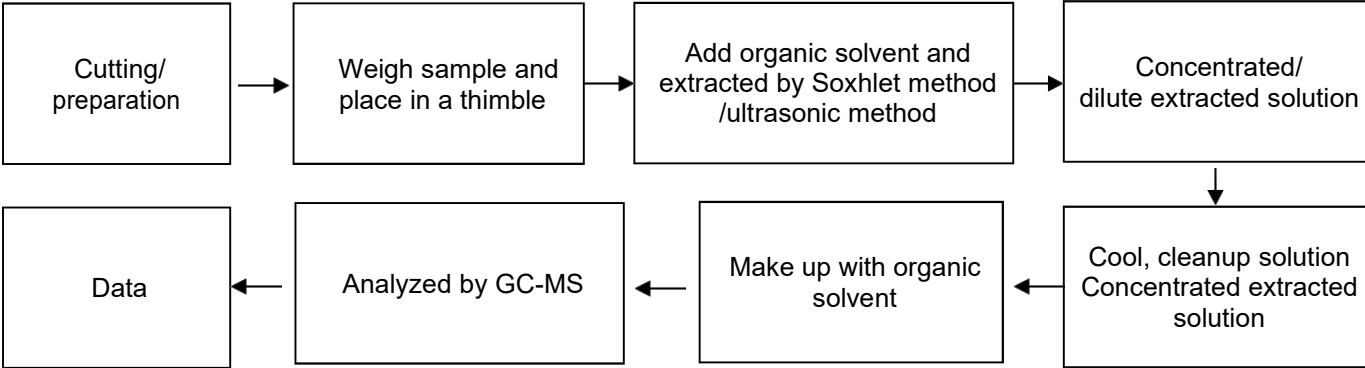 Cutting/
preparation
Weigh sample and
place in a thimble
Add organic solvent and
extracted by Soxhlet method
/ultrasonic method
Concentrated/
dilute extracted solution
Cool, cleanup solution
Concentrated extracted
solution
Make up with organic
solvent
Analyzed by GC-MS
Data